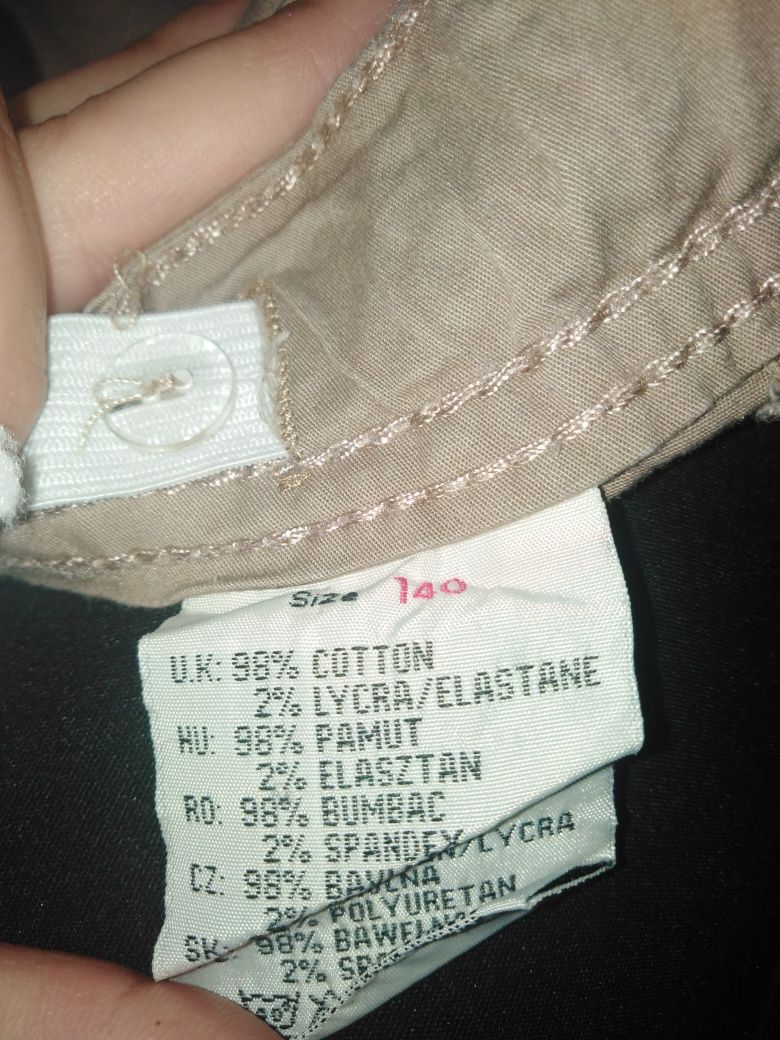 Size 140
U.K: 98% COTTON
2% LYCRA/ELASTANE
HU: 98% PAMUT
2% ELASZTAN
RO: 98% BUMBAC
2% SPANDEX/LYCRA
CZ: 98% BAVLNA
2% POLYURETAN
SK: 98%
2%